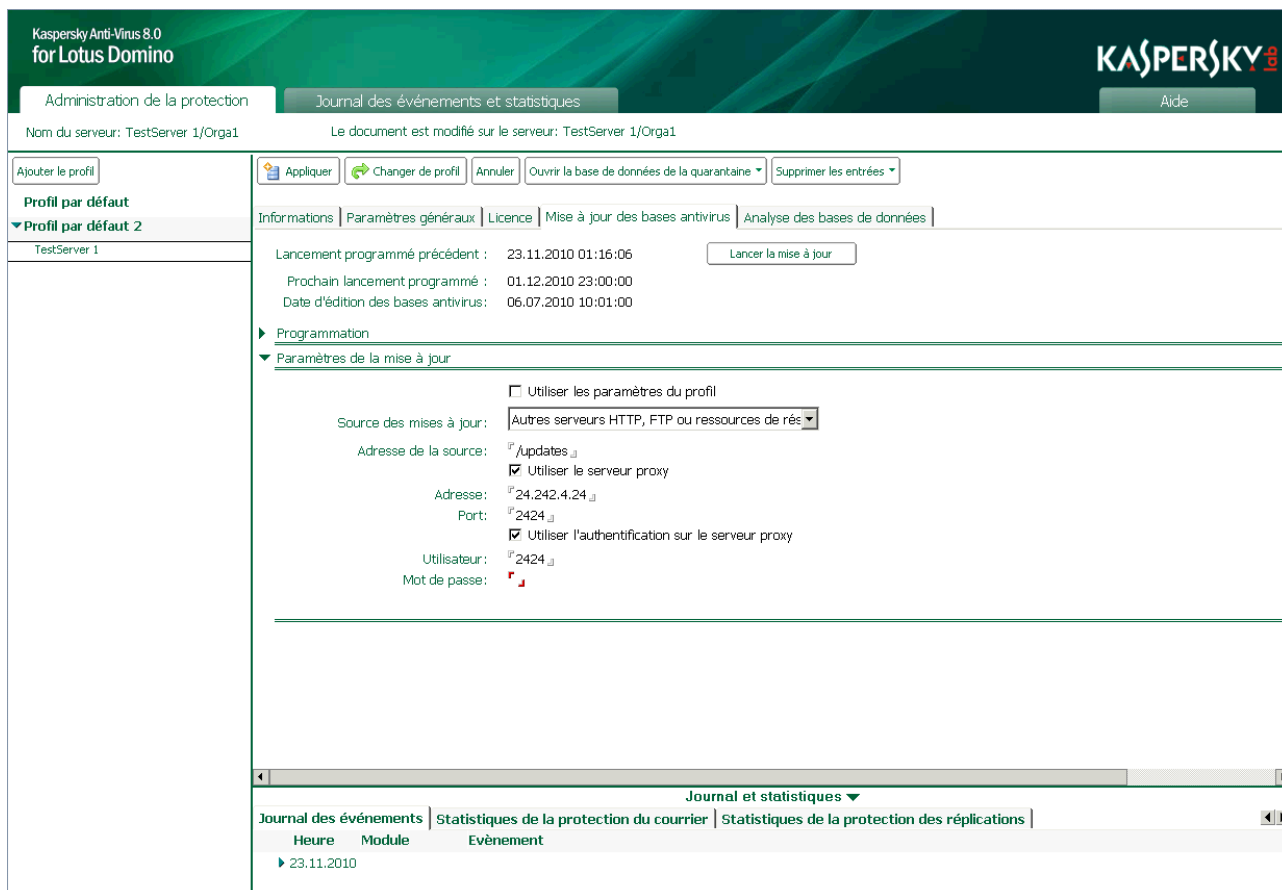 Kaspersky Anti-Virus 8.0
for Lotus Domino
KASPERSKY lab
Administration de la protection
Journal des événements et statistiques
Aide
Nom du serveur: TestServer 1/Orga1
Le document est modifié sur le serveur: TestServer 1/Orga1
Ajouter le profil
Appliquer
Changer de profil
Annuler
Ouvrir la base de données de la quarantaine
Supprimer les entrées
Profil par défaut
Profil par défaut 2
TestServer 1
Informations
Paramètres généraux
Licence
Mise à jour des bases antivirus
Analyse des bases de données
Lancement programmé précédent : 23.11.2010 01:16:06
Lancer la mise à jour
Prochain lancement programmé : 01.12.2010 23:00:00
Date d'édition des bases antivirus: 06.07.2010 10:01:00
Programmation
Paramètres de la mise à jour
Utiliser les paramètres du profil
Source des mises à jour: Autres serveurs HTTP, FTP ou ressources de rés
Adresse de la source: /updates
Utiliser le serveur proxy
Adresse: 24.242.4.24
Port: 2424
Utiliser l'authentification sur le serveur proxy
Utilisateur: 2424
Mot de passe:
Journal et statistiques
Journal des événements
Statistiques de la protection du courrier
Statistiques de la protection des réplications
Heure Module Evènement
23.11.2010